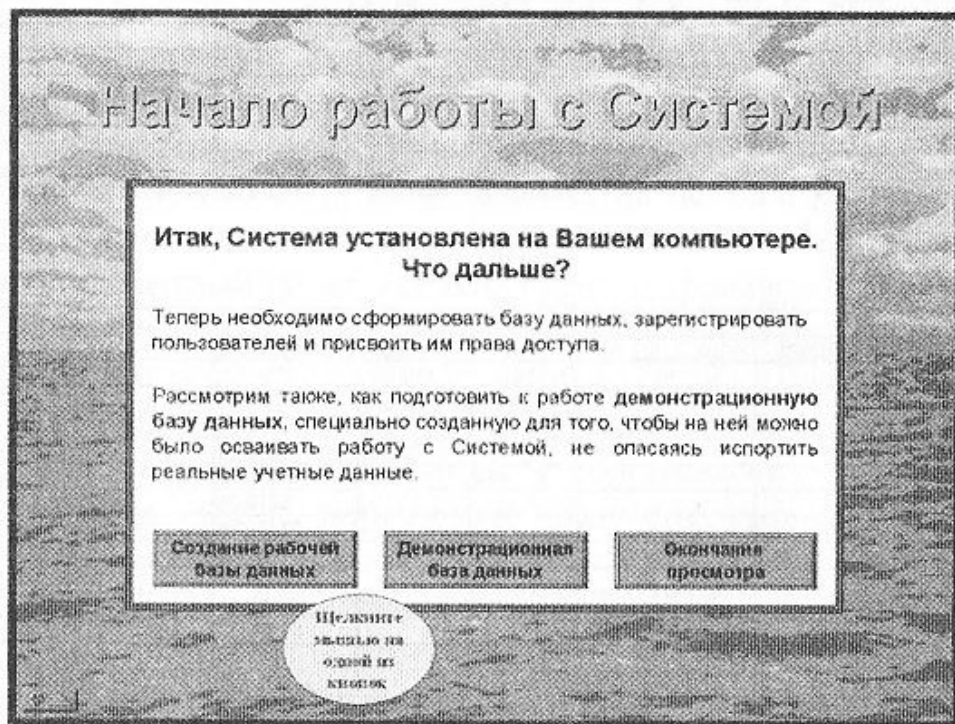 Начало работы с Системой
Итак, Система установлена на Вашем компьютере.
Что дальше?
Теперь необходимо сформировать базу данных, зарегистрировать
пользователей и присвоить им права доступа.
Рассмотрим также, как подготовить к работе демонстрационную
базу данных, специально созданную для того, чтобы на ней можно
было осваивать работу с Системой, не опасаясь испортить
реальные учетные данные.
Создание рабочей
базы данных
Демонстрационная
база данных
Окончания
просмотра
Щелкните
мышью на
одной из
кнопок